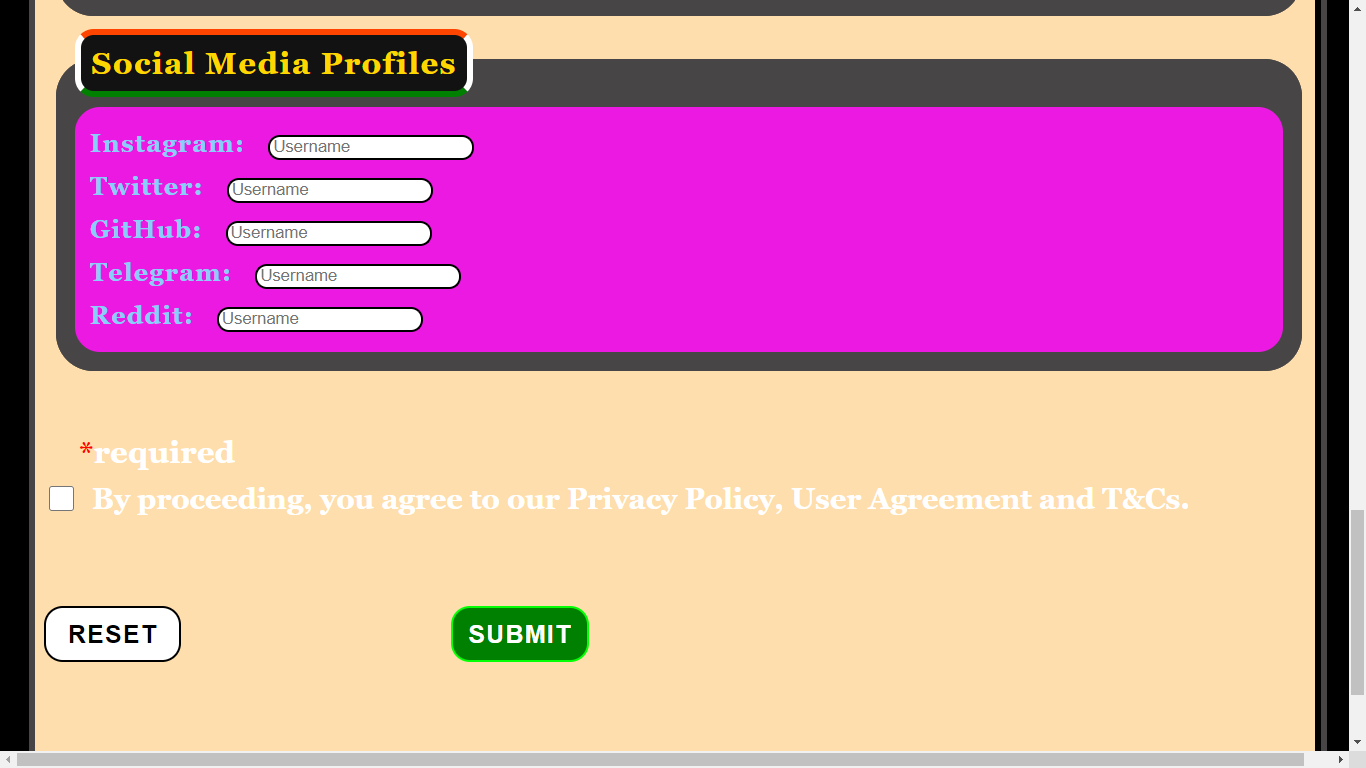 Social Media Profiles
Instagram: Username
Twitter: Username
GitHub: Username
Telegram: Username
Reddit: Username
*required
By proceeding, you agree to our Privacy Policy, User Agreement and T&Cs.
RESET SUBMIT